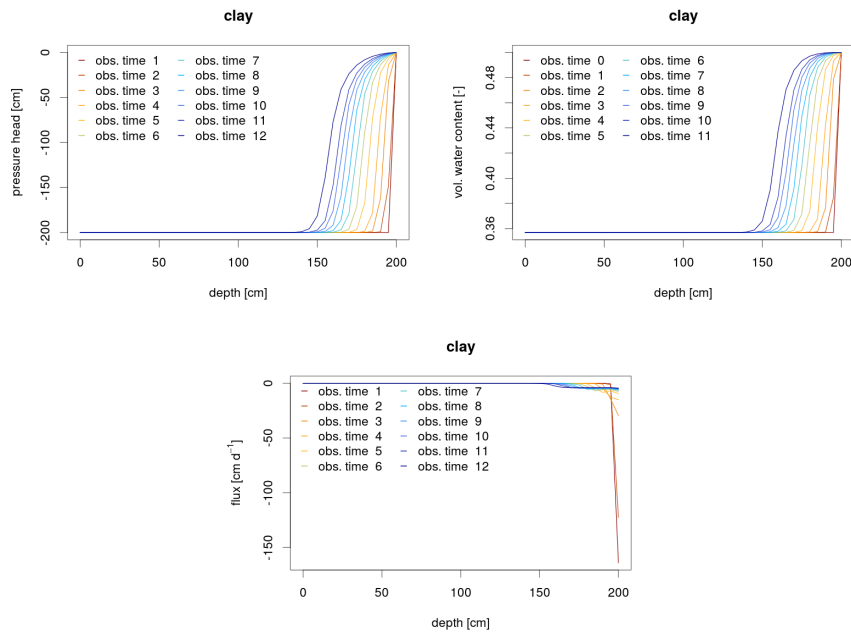 clay
pressure head [cm]
0
-50
-100
-150
-200
obs. time 1
obs. time 2
obs. time 3
obs. time 4
obs. time 5
obs. time 6
obs. time 7
obs. time 8
obs. time 9
obs. time 10
obs. time 11
obs. time 12
0 50 100 150 200
depth [cm]
clay
vol. water content [-]
0.48
0.44
0.40
0.36
obs. time 0
obs. time 1
obs. time 2
obs. time 3
obs. time 4
obs. time 5
obs. time 6
obs. time 7
obs. time 8
obs. time 9
obs. time 10
obs. time 11
0 50 100 150 200
depth [cm]
clay
flux [cm d⁻¹]
0
-50
-100
-150
obs. time 1
obs. time 2
obs. time 3
obs. time 4
obs. time 5
obs. time 6
obs. time 7
obs. time 8
obs. time 9
obs. time 10
obs. time 11
obs. time 12
0 50 100 150 200
depth [cm]